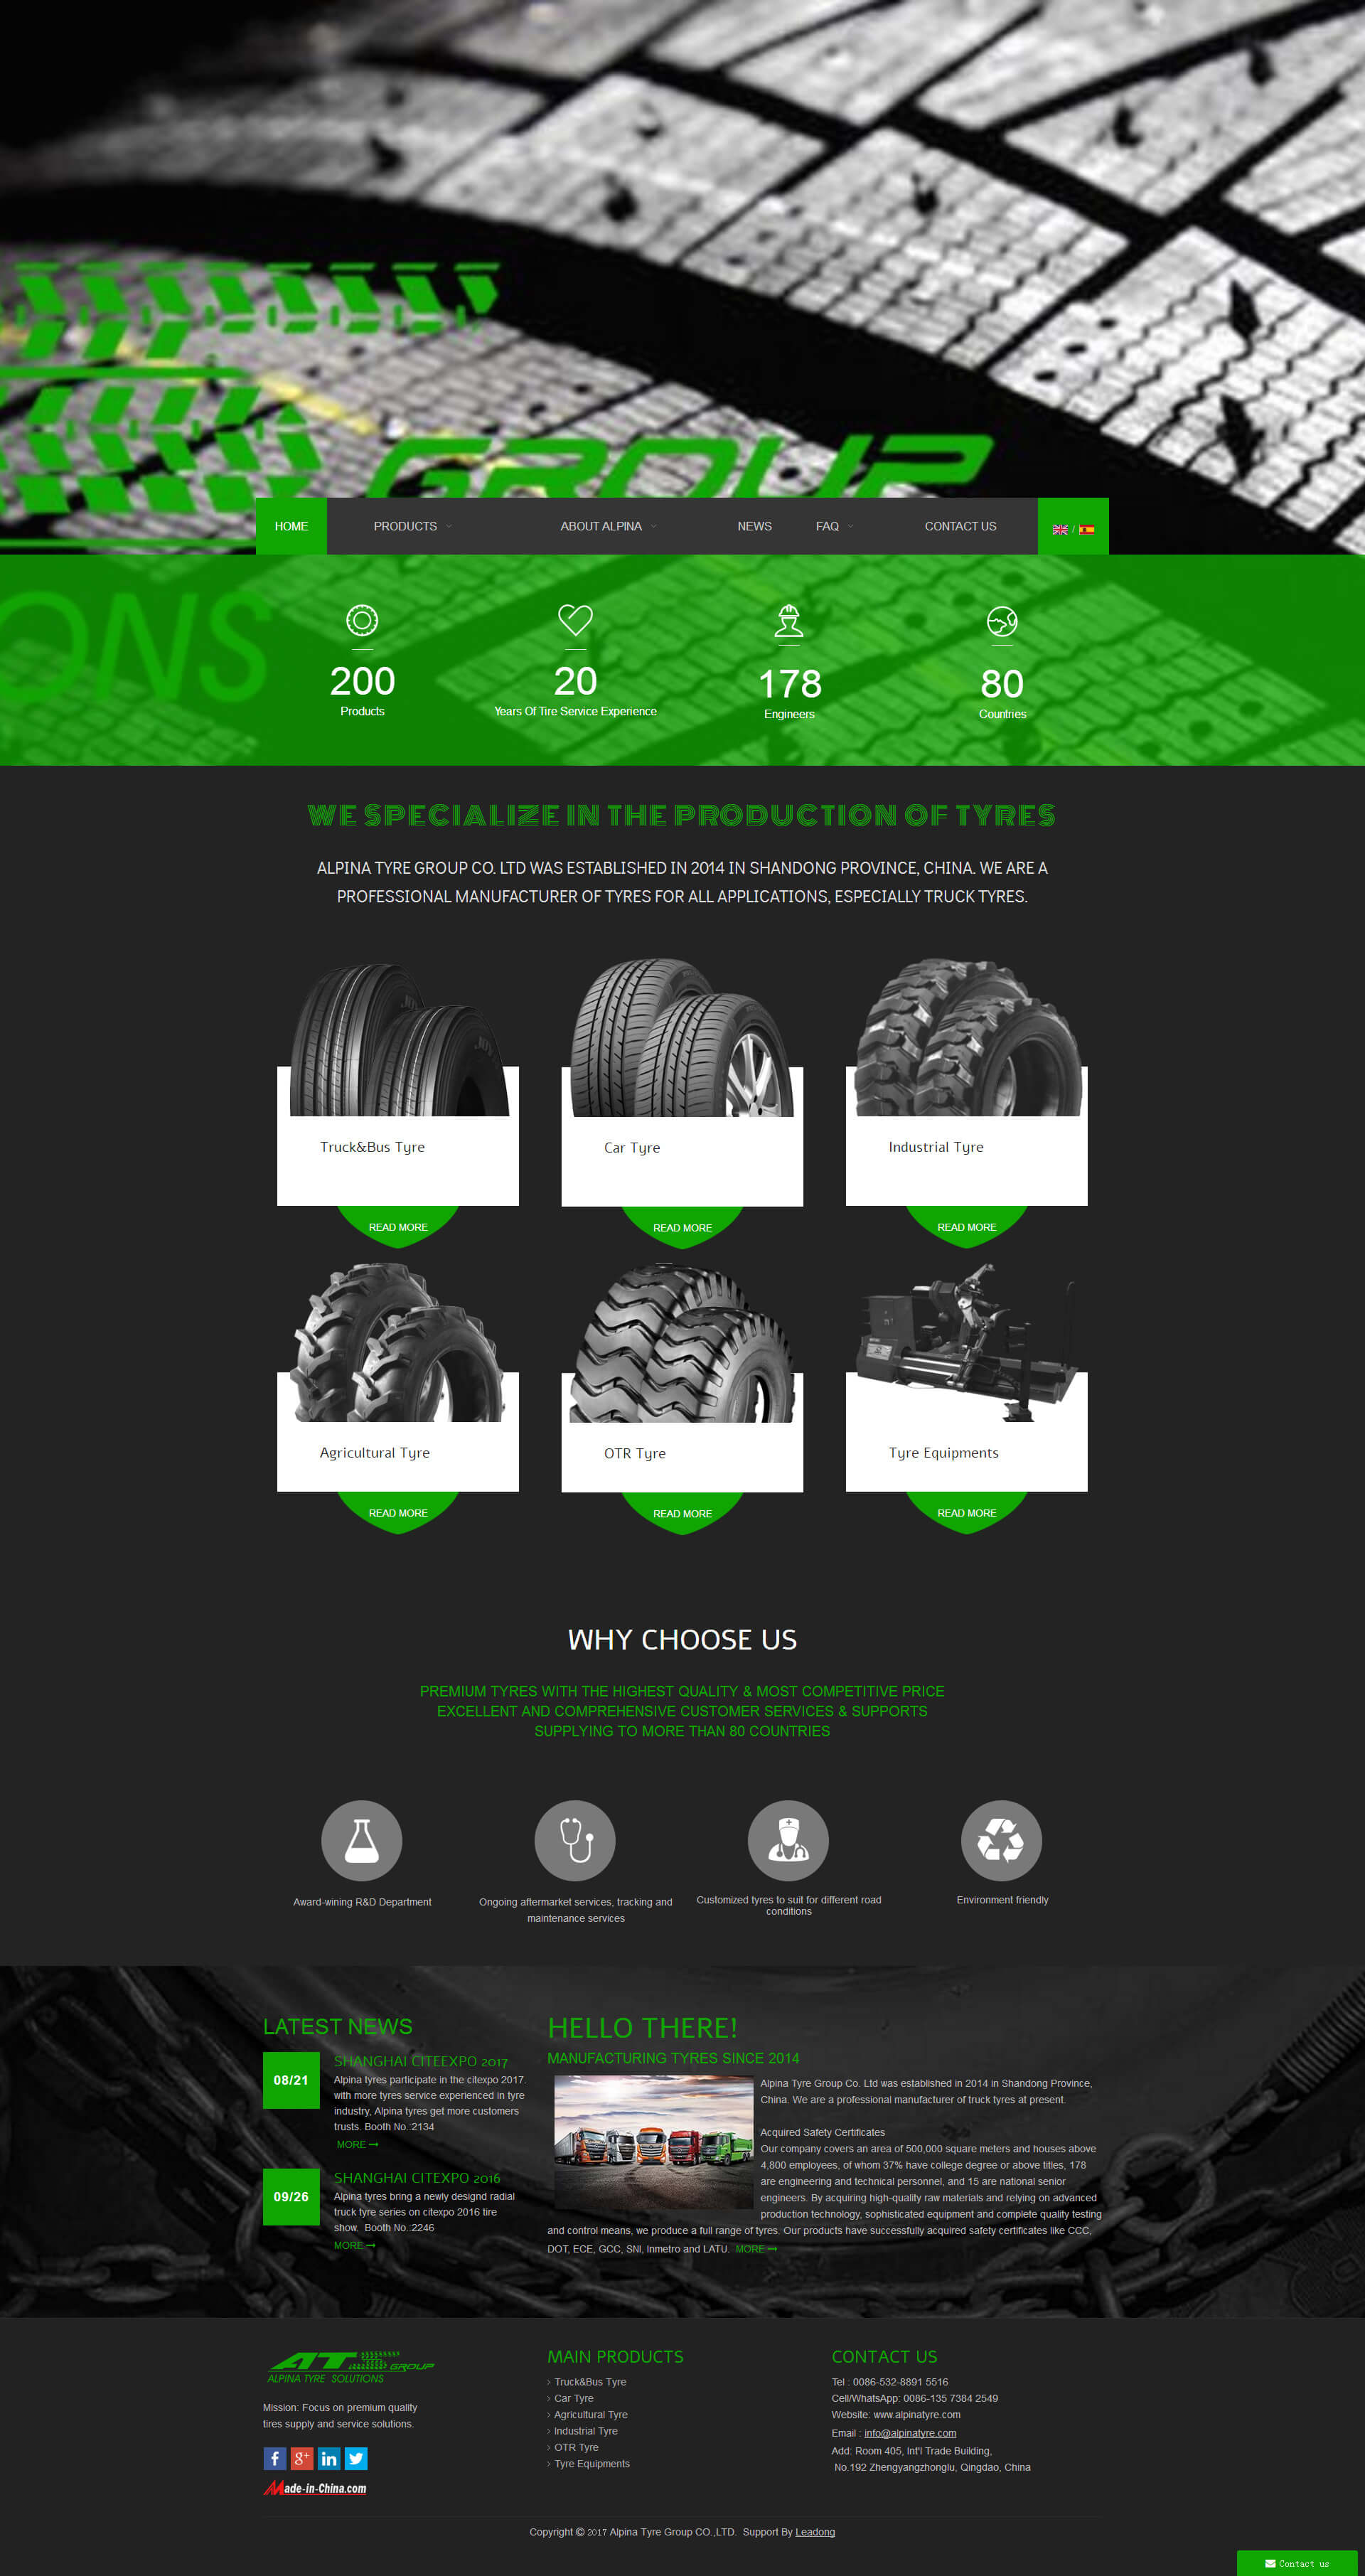 GROUP
HOME
PRODUCTS
ABOUT ALPINA
NEWS
FAQ
CONTACT US
/
ONS
200
Products
20
Years Of Tire Service Experience
178
Engineers
80
Countries
WE SPECIALIZE IN THE PRODUCTION OF TYRES
ALPINA TYRE GROUP CO. LTD WAS ESTABLISHED IN 2014 IN SHANDONG PROVINCE, CHINA. WE ARE A
PROFESSIONAL MANUFACTURER OF TYRES FOR ALL APPLICATIONS, ESPECIALLY TRUCK TYRES.
Truck&Bus Tyre
READ MORE
Car Tyre
READ MORE
Industrial Tyre
READ MORE
Agricultural Tyre
READ MORE
OTR Tyre
READ MORE
Tyre Equipments
READ MORE
WHY CHOOSE US
PREMIUM TYRES WITH THE HIGHEST QUALITY & MOST COMPETITIVE PRICE
EXCELLENT AND COMPREHENSIVE CUSTOMER SERVICES & SUPPORTS
SUPPLYING TO MORE THAN 80 COUNTRIES
Award-wining R&D Department
Ongoing aftermarket services, tracking and
maintenance services
Customized tyres to suit for different road
conditions
Environment friendly
LATEST NEWS
08/21
SHANGHAI CITEEXPO 2017
Alpina tyres participate in the citexpo 2017.
with more tyres service experienced in tyre
industry, Alpina tyres get more customers
trusts. Booth No.:2134
MORE
09/26
SHANGHAI CITEXPO 2016
Alpina tyres bring a newly designd radial
truck tyre series on citexpo 2016 tire
show.  Booth No.:2246
MORE
HELLO THERE!
MANUFACTURING TYRES SINCE 2014
Alpina Tyre Group Co. Ltd was established in 2014 in Shandong Province,
China. We are a professional manufacturer of truck tyres at present.
Acquired Safety Certificates
Our company covers an area of 500,000 square meters and houses above
4,800 employees, of whom 37% have college degree or above titles, 178
are engineering and technical personnel, and 15 are national senior
engineers. By acquiring high-quality raw materials and relying on advanced
production technology, sophisticated equipment and complete quality testing
and control means, we produce a full range of tyres. Our products have successfully acquired safety certificates like CCC,
DOT, ECE, GCC, SNI, Inmetro and LATU.  MORE
AT GROUP
ALPINA TYRE SOLUTIONS
Mission: Focus on premium quality
tires supply and service solutions.
Made-in-China.com
MAIN PRODUCTS
Truck&Bus Tyre
Car Tyre
Agricultural Tyre
Industrial Tyre
OTR Tyre
Tyre Equipments
CONTACT US
Tel : 0086-532-8891 5516
Cell/WhatsApp: 0086-135 7384 2549
Website: www.alpinatyre.com
Email : info@alpinatyre.com
Add: Room 405, Int'l Trade Building,
No.192 Zhengyangzhonglu, Qingdao, China
Copyright © 2017 Alpina Tyre Group CO.,LTD.  Support By Leadong
Contact us